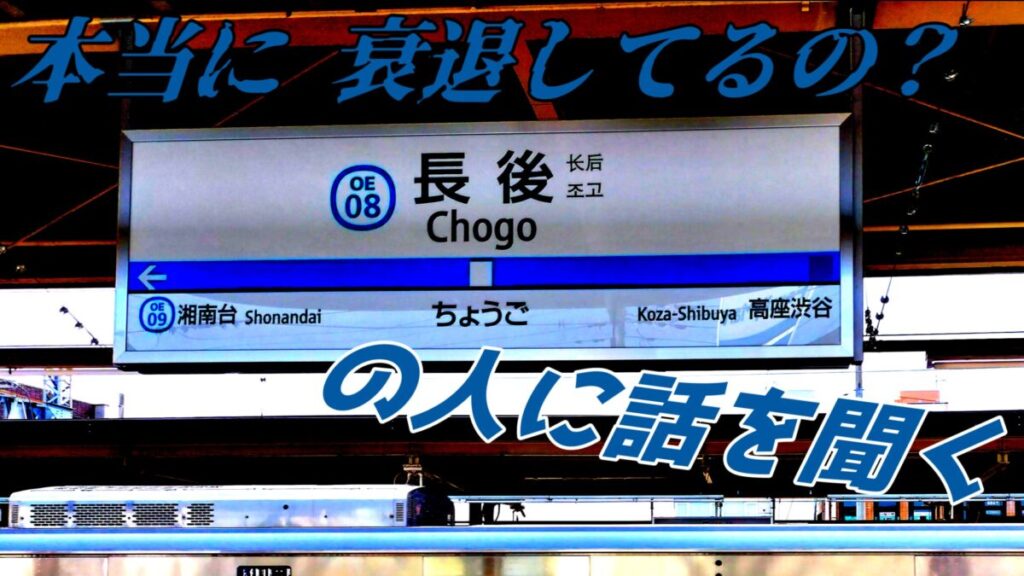 本当に 衰退してるの？
OE 08
長後
长后
조고
Chogo
OE 09
湘南台 Shonandai
ちょうご
Koza-Shibuya 高座渋谷
の人に話を聞く